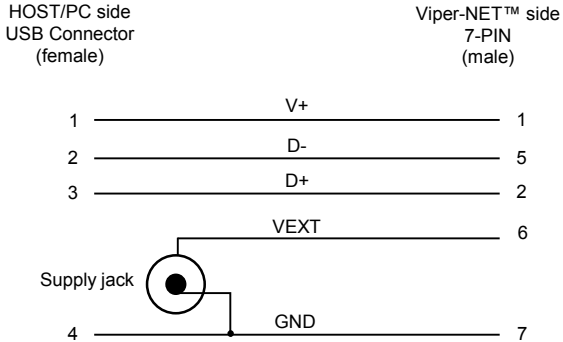 HOST/PC side
USB Connector
(female)
Viper-NET™ side
7-PIN
(male)
1 V+ 1
2 D- 5
3 D+ 2
VEXT 6
Supply jack
4 GND 7